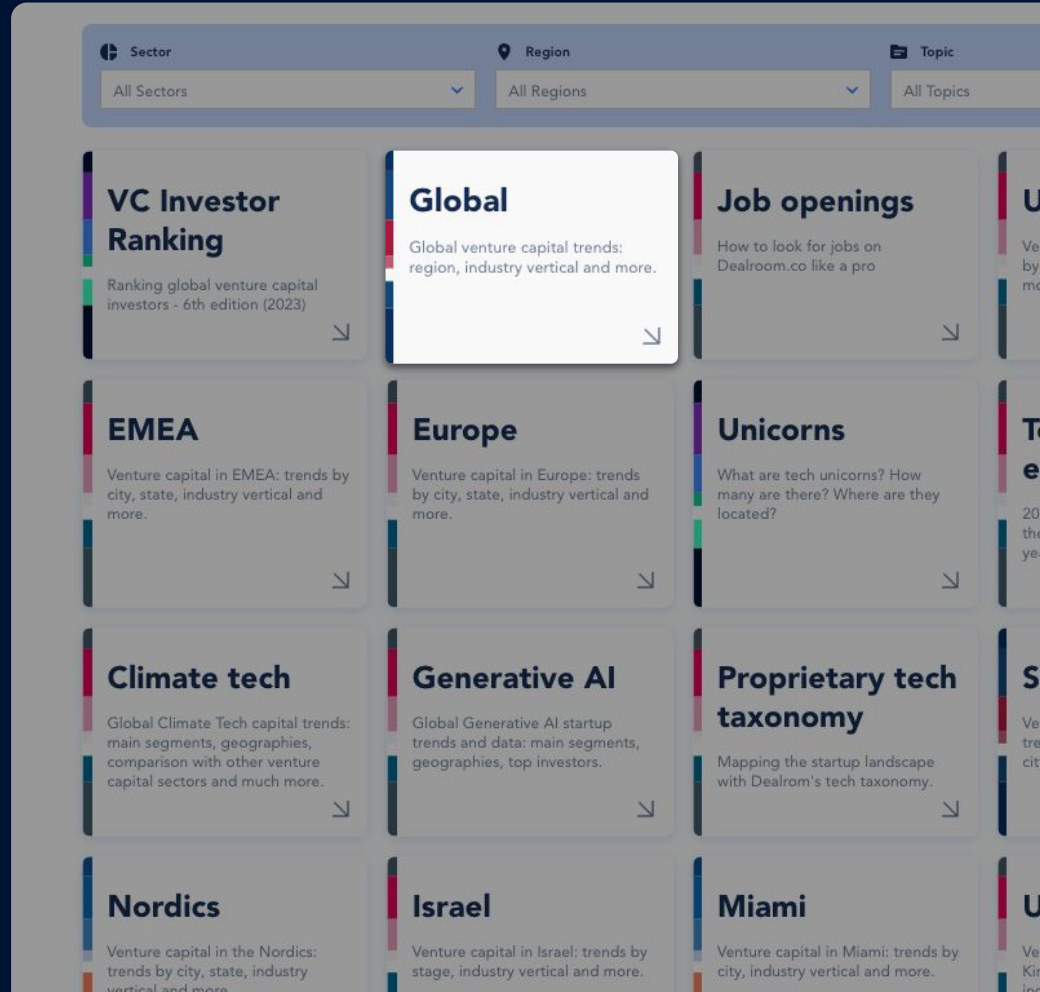 Sector
Region
Topic
All Sectors
All Regions
All Topics
VC Investor
Ranking
Ranking global venture capital
investors - 6th edition (2023)
Global
Global venture capital trends:
region, industry vertical and more.
Job openings
How to look for jobs on
Dealroom.co like a pro
EMEA
Venture capital in EMEA: trends by
city, state, industry vertical and
more.
Europe
Venture capital in Europe: trends
by city, state, industry vertical and
more.
Unicorns
What are tech unicorns? How
many are there? Where are they
located?
Climate tech
Global Climate Tech capital trends:
main segments, geographies,
comparison with other venture
capital sectors and much more.
Generative AI
Global Generative AI startup
trends and data: main segments,
geographies, top investors.
Proprietary tech
taxonomy
Mapping the startup landscape
with Dealrom's tech taxonomy.
Nordics
Venture capital in the Nordics:
trends by city, state, industry
vertical and more.
Israel
Venture capital in Israel: trends by
stage, industry vertical and more.
Miami
Venture capital in Miami: trends by
city, industry vertical and more.